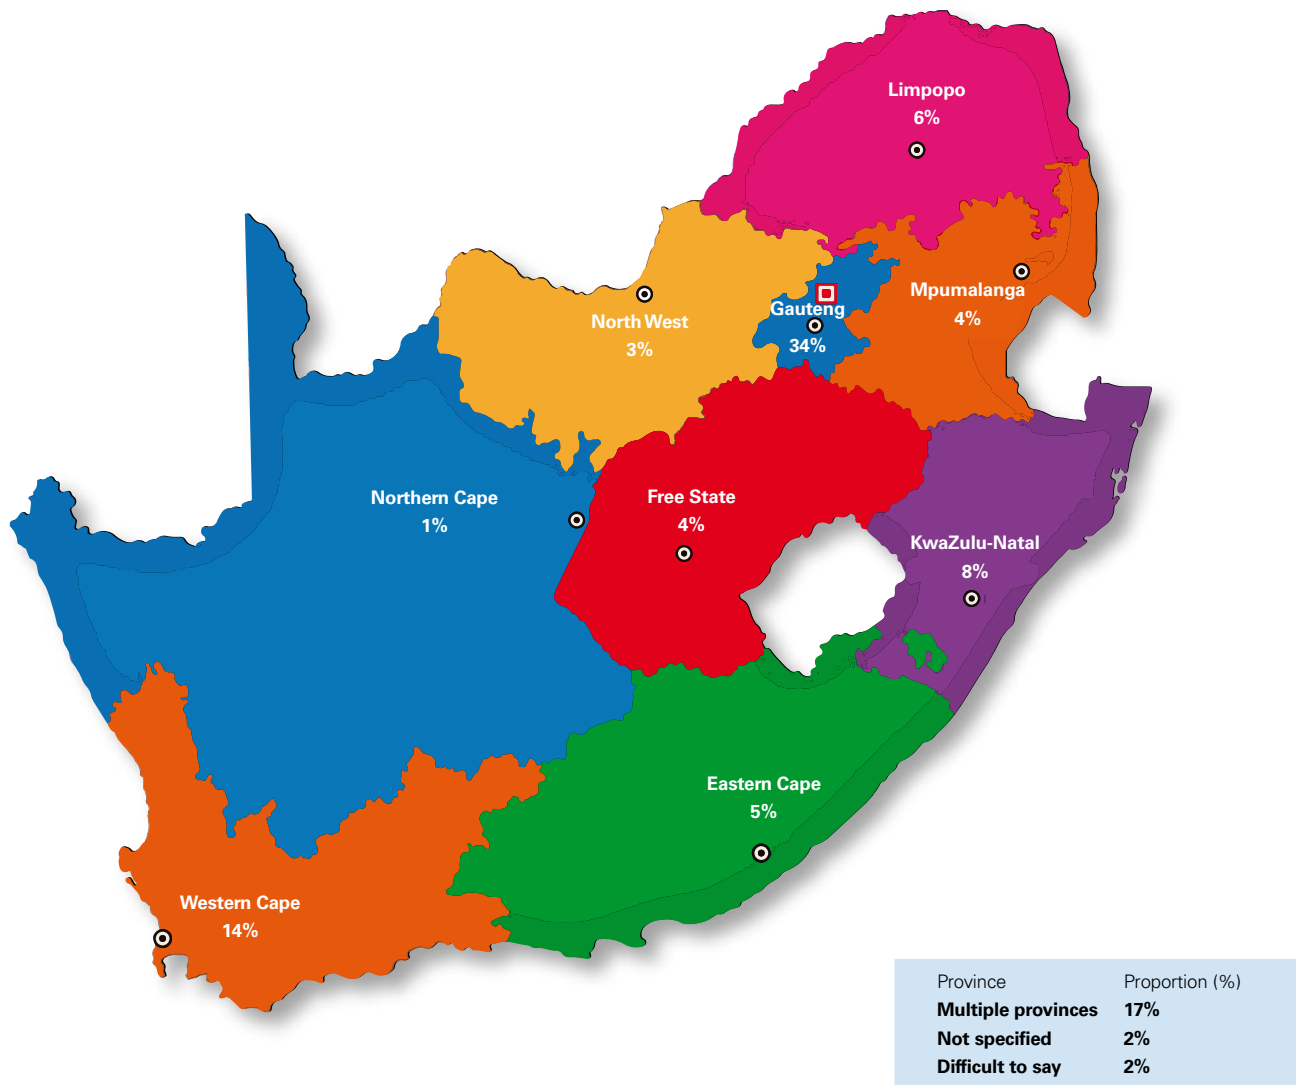 Limpopo
6%
Mpumalanga
4%
Gauteng
34%
North West
3%
Northern Cape
1%
Free State
4%
KwaZulu-Natal
8%
Eastern Cape
5%
Western Cape
14%
Province Proportion (%)
Multiple provinces 17%
Not specified 2%
Difficult to say 2%